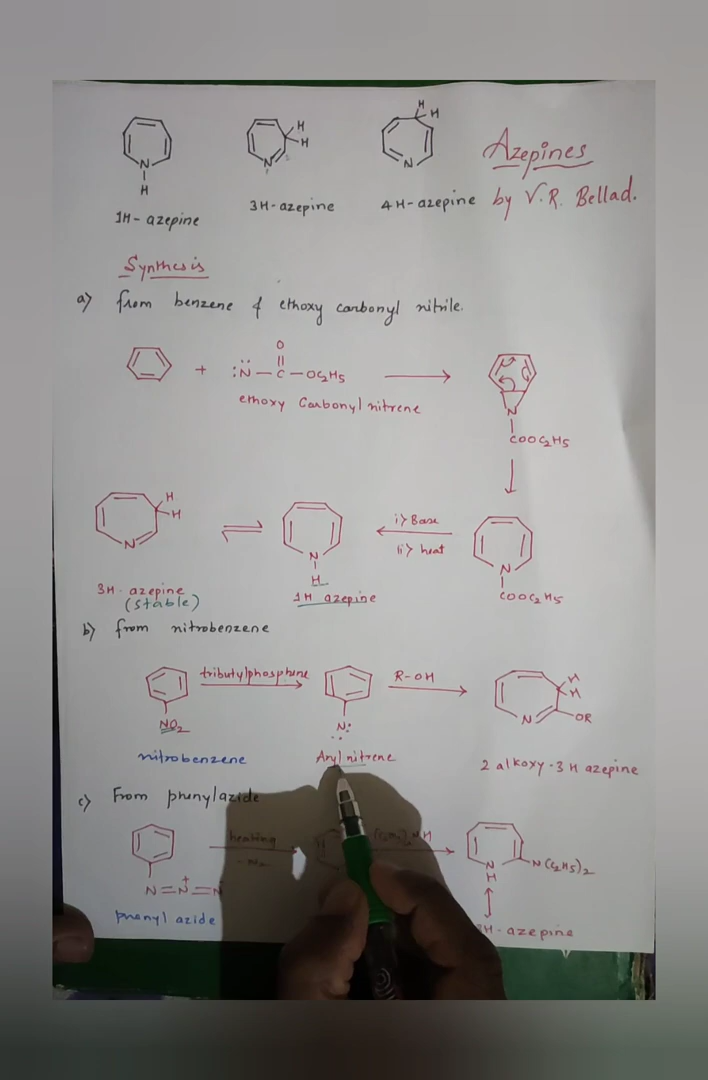 1H- azepine
3H-azepine
4H-azepine
Azepines
by V.R. Bellad.
Synthesis
a) from benzene & ethoxy carbonyl nitrile.
+ :N̈ — C — OC2H5
O
ethoxy Carbonyl nitrene
N
COOC2H5
3H- azepine
(stable)
N
H
1H azepine
i) Base
ii) heat
N
COOC2H5
b) from nitrobenzene
NO2
nitrobenzene
tributylphosphine
N:
Aryl nitrene
R-OH
N
H
H
OR
2 alkoxy-3H azepine
c) From phenylazide
N=N+=N
phenyl azide
heating
-N2
N
H
N(C2H5)2
H-azepine